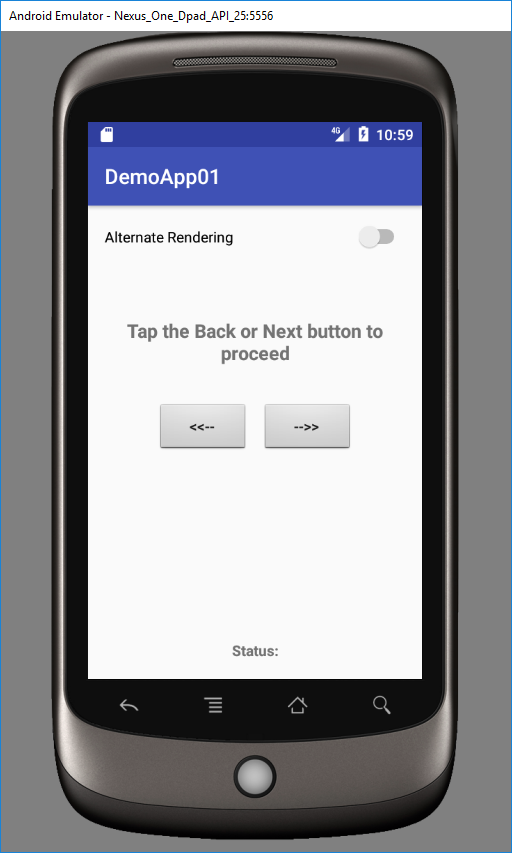 Android Emulator - Nexus_One_Dpad_API_25:5556
4G 10:59
DemoApp01
Alternate Rendering
Tap the Back or Next button to
proceed
<<-- -->>
Status: